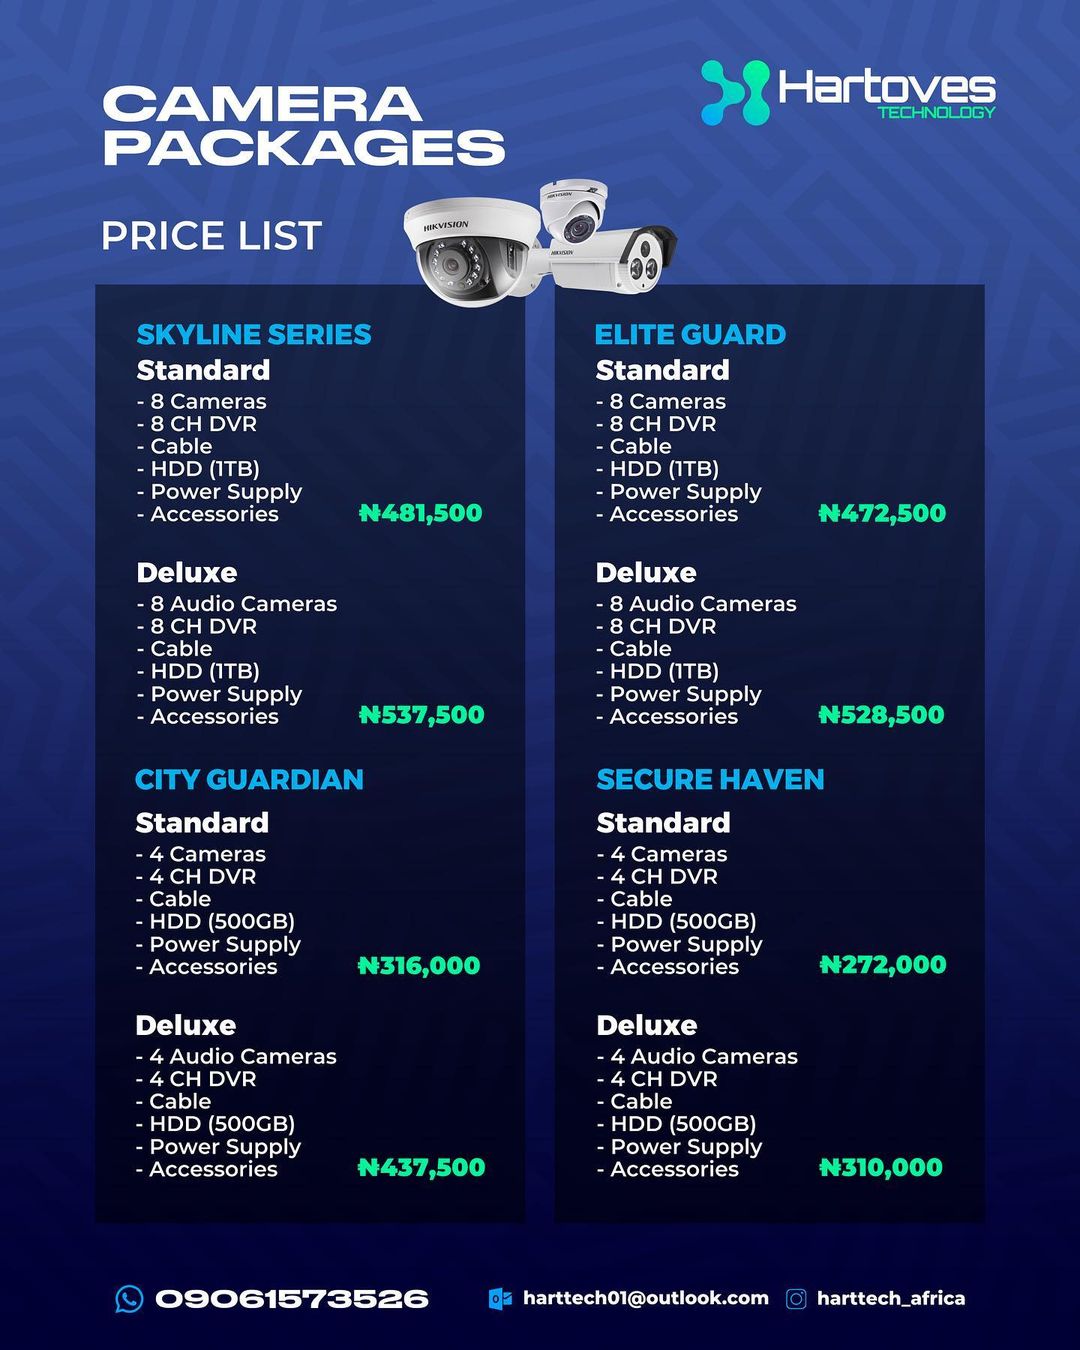 CAMERA
PACKAGES
Hartoves
TECHNOLOGY
PRICE LIST
HIKVISION
HIKVISION
HIKVISION
SKYLINE SERIES
Standard
- 8 Cameras
- 8 CH DVR
- Cable
- HDD (1TB)
- Power Supply
- Accessories
₦481,500
Deluxe
- 8 Audio Cameras
- 8 CH DVR
- Cable
- HDD (1TB)
- Power Supply
- Accessories
₦537,500
CITY GUARDIAN
Standard
- 4 Cameras
- 4 CH DVR
- Cable
- HDD (500GB)
- Power Supply
- Accessories
₦316,000
Deluxe
- 4 Audio Cameras
- 4 CH DVR
- Cable
- HDD (500GB)
- Power Supply
- Accessories
₦437,500
ELITE GUARD
Standard
- 8 Cameras
- 8 CH DVR
- Cable
- HDD (1TB)
- Power Supply
- Accessories
₦472,500
Deluxe
- 8 Audio Cameras
- 8 CH DVR
- Cable
- HDD (1TB)
- Power Supply
- Accessories
₦528,500
SECURE HAVEN
Standard
- 4 Cameras
- 4 CH DVR
- Cable
- HDD (500GB)
- Power Supply
- Accessories
₦272,000
Deluxe
- 4 Audio Cameras
- 4 CH DVR
- Cable
- HDD (500GB)
- Power Supply
- Accessories
₦310,000
09061573526
harttech01@outlook.com
harttech_africa